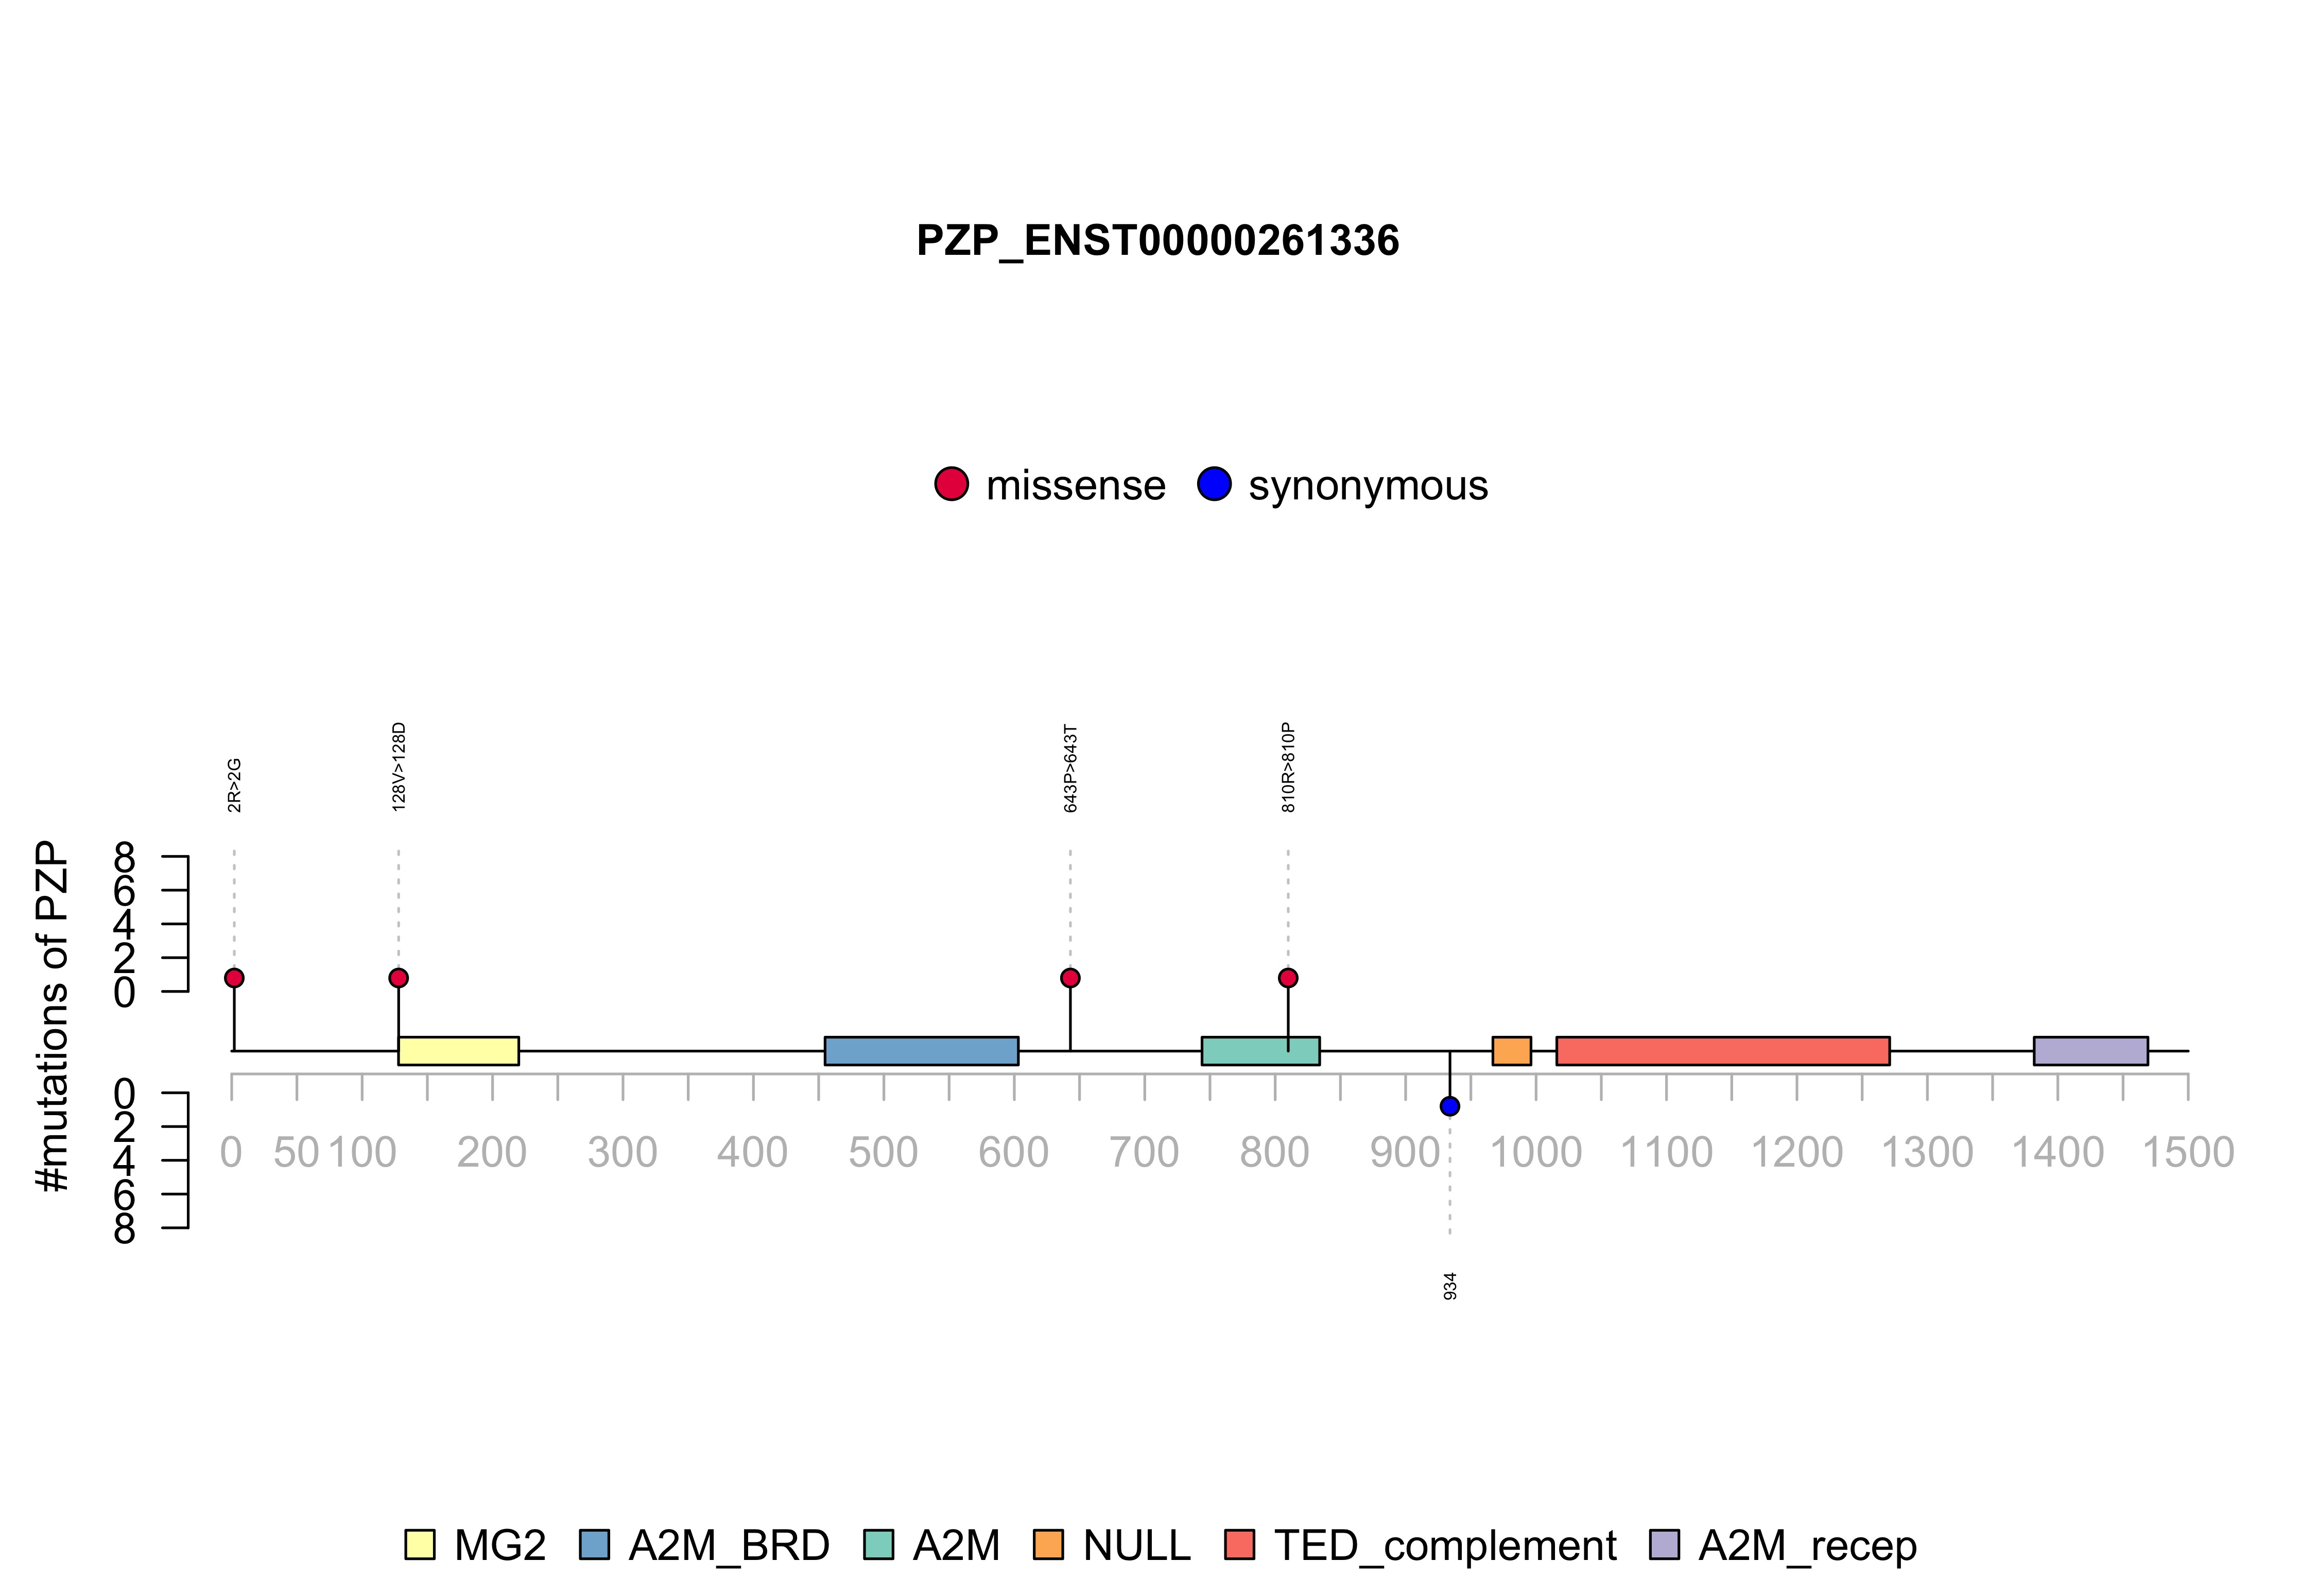 PZP_ENST00000261336
missense synonymous
2R>2G 128V>128D 643P>643T 810R>810P
#mutations of PZP
8
6
4
2
0
0
2
4
6
8
0 50 100 200 300 400 500 600 700 800 900 1000 1100 1200 1300 1400 1500
934
MG2 A2M_BRD A2M NULL TED_complement A2M_recep